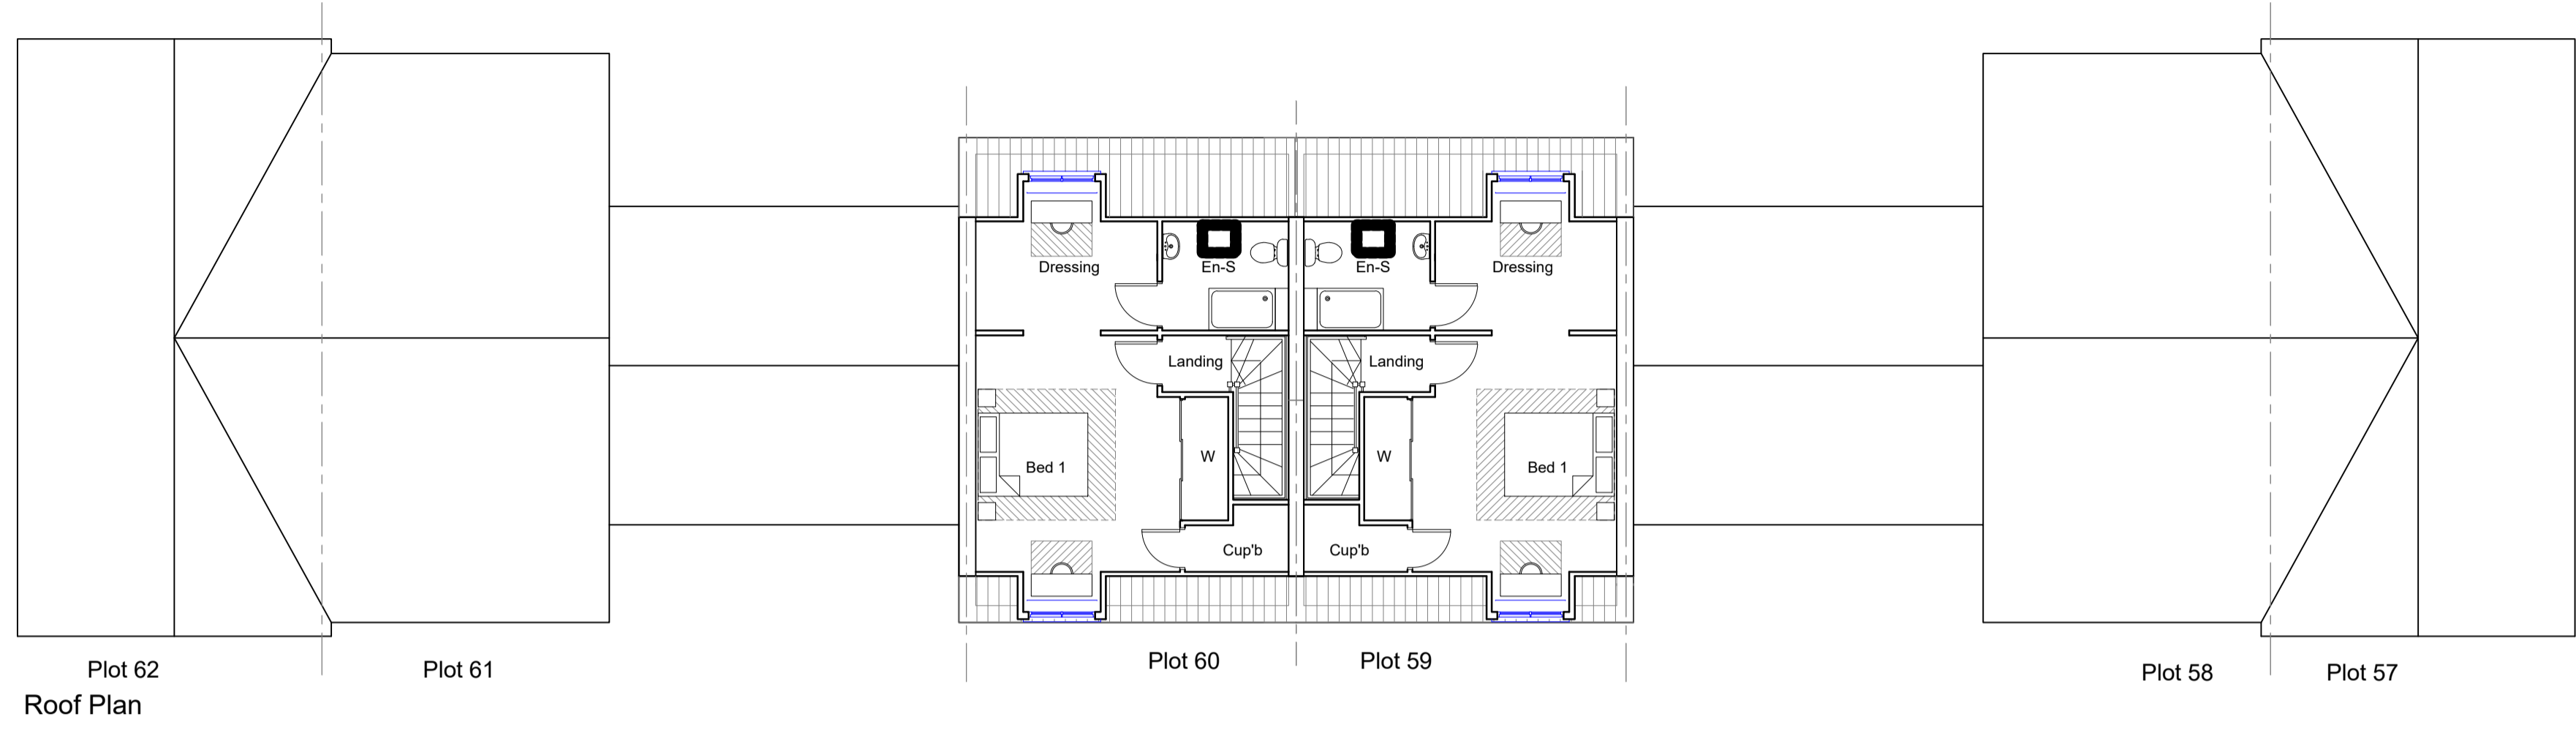 Dressing
En-S
En-S
Dressing
Landing
Landing
Bed 1
W
W
Bed 1
Cup'b
Cup'b
Plot 62
Plot 61
Plot 60
Plot 59
Plot 58
Plot 57
Roof Plan